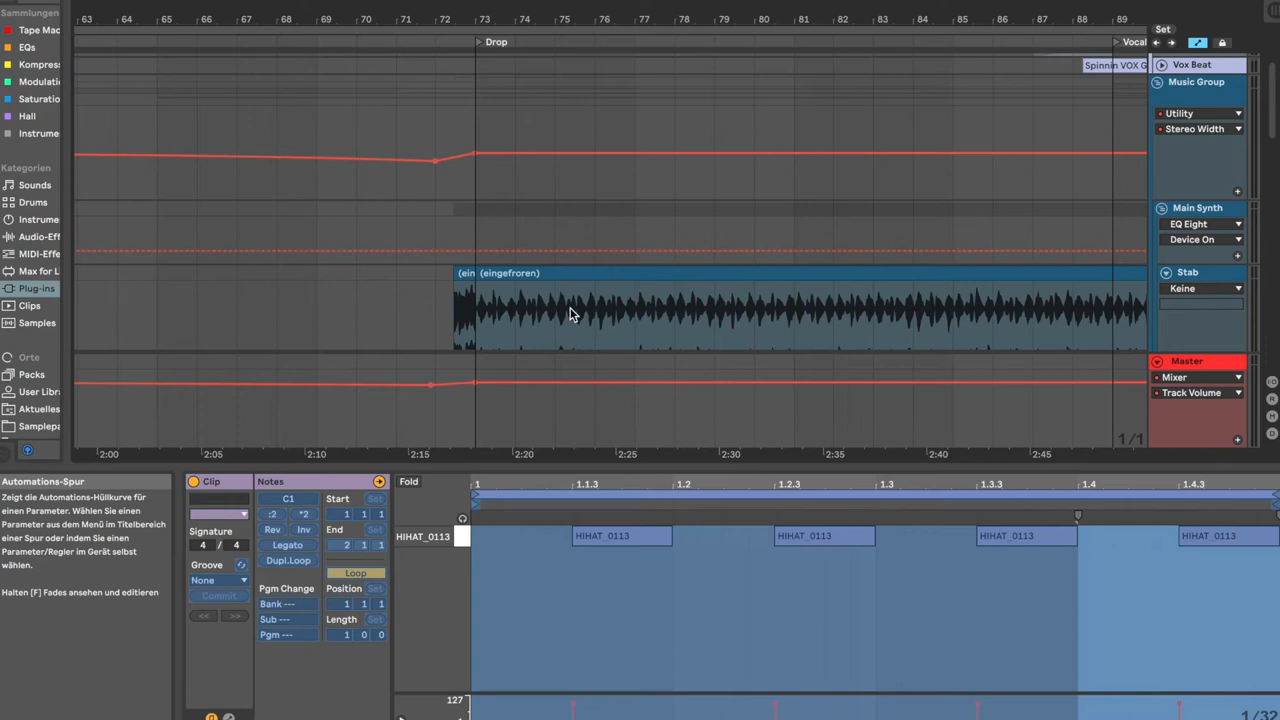 63 64 65 66 67 68 69 70 71 72 73 74 75 76 77 78 79 80 81 82 83 84 85 86 87 88 89
Set
Drop
Vocal
Spinnin VOX G
Vox Beat
Music Group
Utility
Stereo Width
Main Synth
EQ Eight
Device On
(ein (eingefroren)
Stab
Keine
Master
Mixer
Track Volume
1/1
2:00 2:05 2:10 2:15 2:20 2:25 2:30 2:35 2:40 2:45
Sammlungen
Tape Mac
EQs
Kompres
Modulati
Saturatio
Hall
Instrume
Kategorien
Sounds
Drums
Instrume
Audio-Eff
MIDI-Effe
Max for L
Plug-ins
Clips
Samples
Orte
Packs
User Libra
Aktuelles
Samplepa
Automations-Spur
Zeigt die Automations-Hüllkurve für
einen Parameter. Wählen Sie einen
Parameter aus dem Menü im Titelbereich
einer Spur oder indem Sie einen
Parameter/Regler im Gerät selbst
wählen.
Halten [F] Fades ansehen und editieren
Clip
Signature
4 / 4
Groove
None
Commit
<< >>
Notes
C1
:2 *2
Rev Inv
Legato
Dupl.Loop
Pgm Change
Bank ---
Sub ---
Pgm ---
Start Set
1 1 1
End Set
2 1 1
Loop
Position Set
1 1 1
Length Set
1 0 0
Fold
1 1.1.3 1.2 1.2.3 1.3 1.3.3 1.4 1.4.3
HIHAT_0113 HIHAT_0113 HIHAT_0113 HIHAT_0113 HIHAT_0113
127
1/32